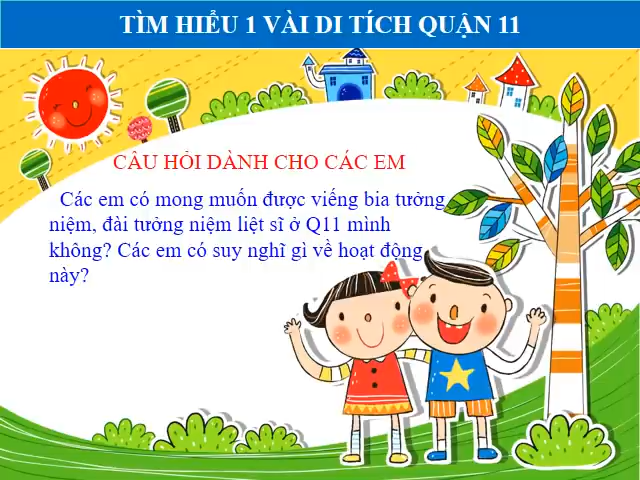 TÌM HIỂU 1 VÀI DI TÍCH QUẬN 11
CÂU HỎI DÀNH CHO CÁC EM
Các em có mong muốn được viếng bia tưởng
niệm, đài tưởng niệm liệt sĩ ở Q11 mình
không? Các em có suy nghĩ gì về hoạt động
này?